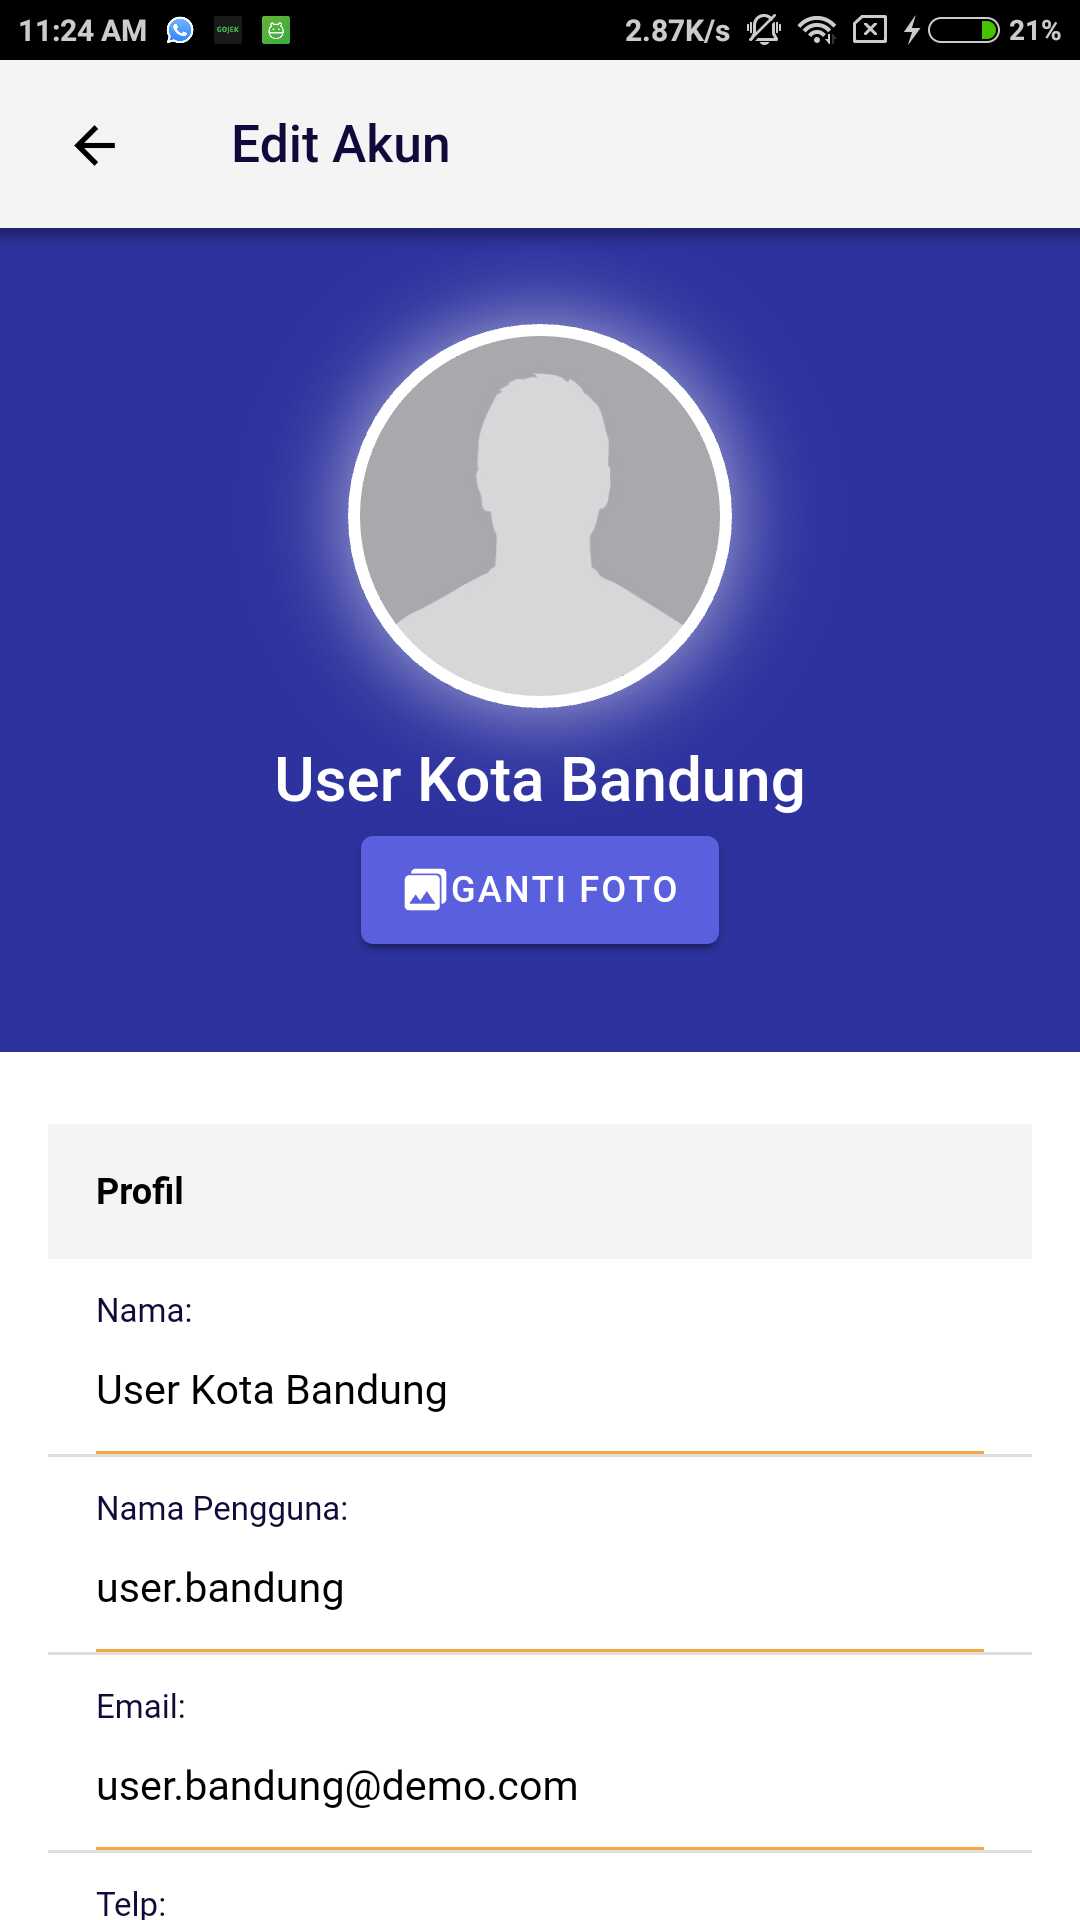 11:24 AM GOJEK 2.87K/s 21%
Edit Akun
User Kota Bandung
GANTI FOTO
Profil
Nama:
User Kota Bandung
Nama Pengguna:
user.bandung
Email:
user.bandung@demo.com
Telp: